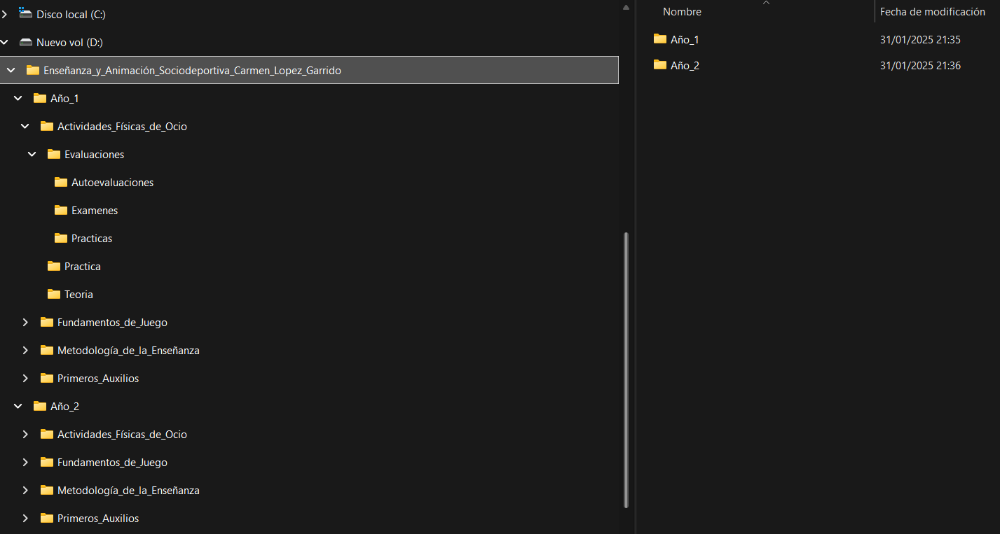 Disco local (C:)
Nuevo vol (D:)
Enseñanza_y_Animación_Sociodeportiva_Carmen_Lopez_Garrido
Año_1
Actividades_Físicas_de_Ocio
Evaluaciones
Autoevaluaciones
Examenes
Practicas
Practica
Teoria
Fundamentos_de_Juego
Metodología_de_la_Enseñanza
Primeros_Auxilios
Año_2
Actividades_Físicas_de_Ocio
Fundamentos_de_Juego
Metodología_de_la_Enseñanza
Primeros_Auxilios
Nombre Fecha de modificación
Año_1 31/01/2025 21:35
Año_2 31/01/2025 21:36